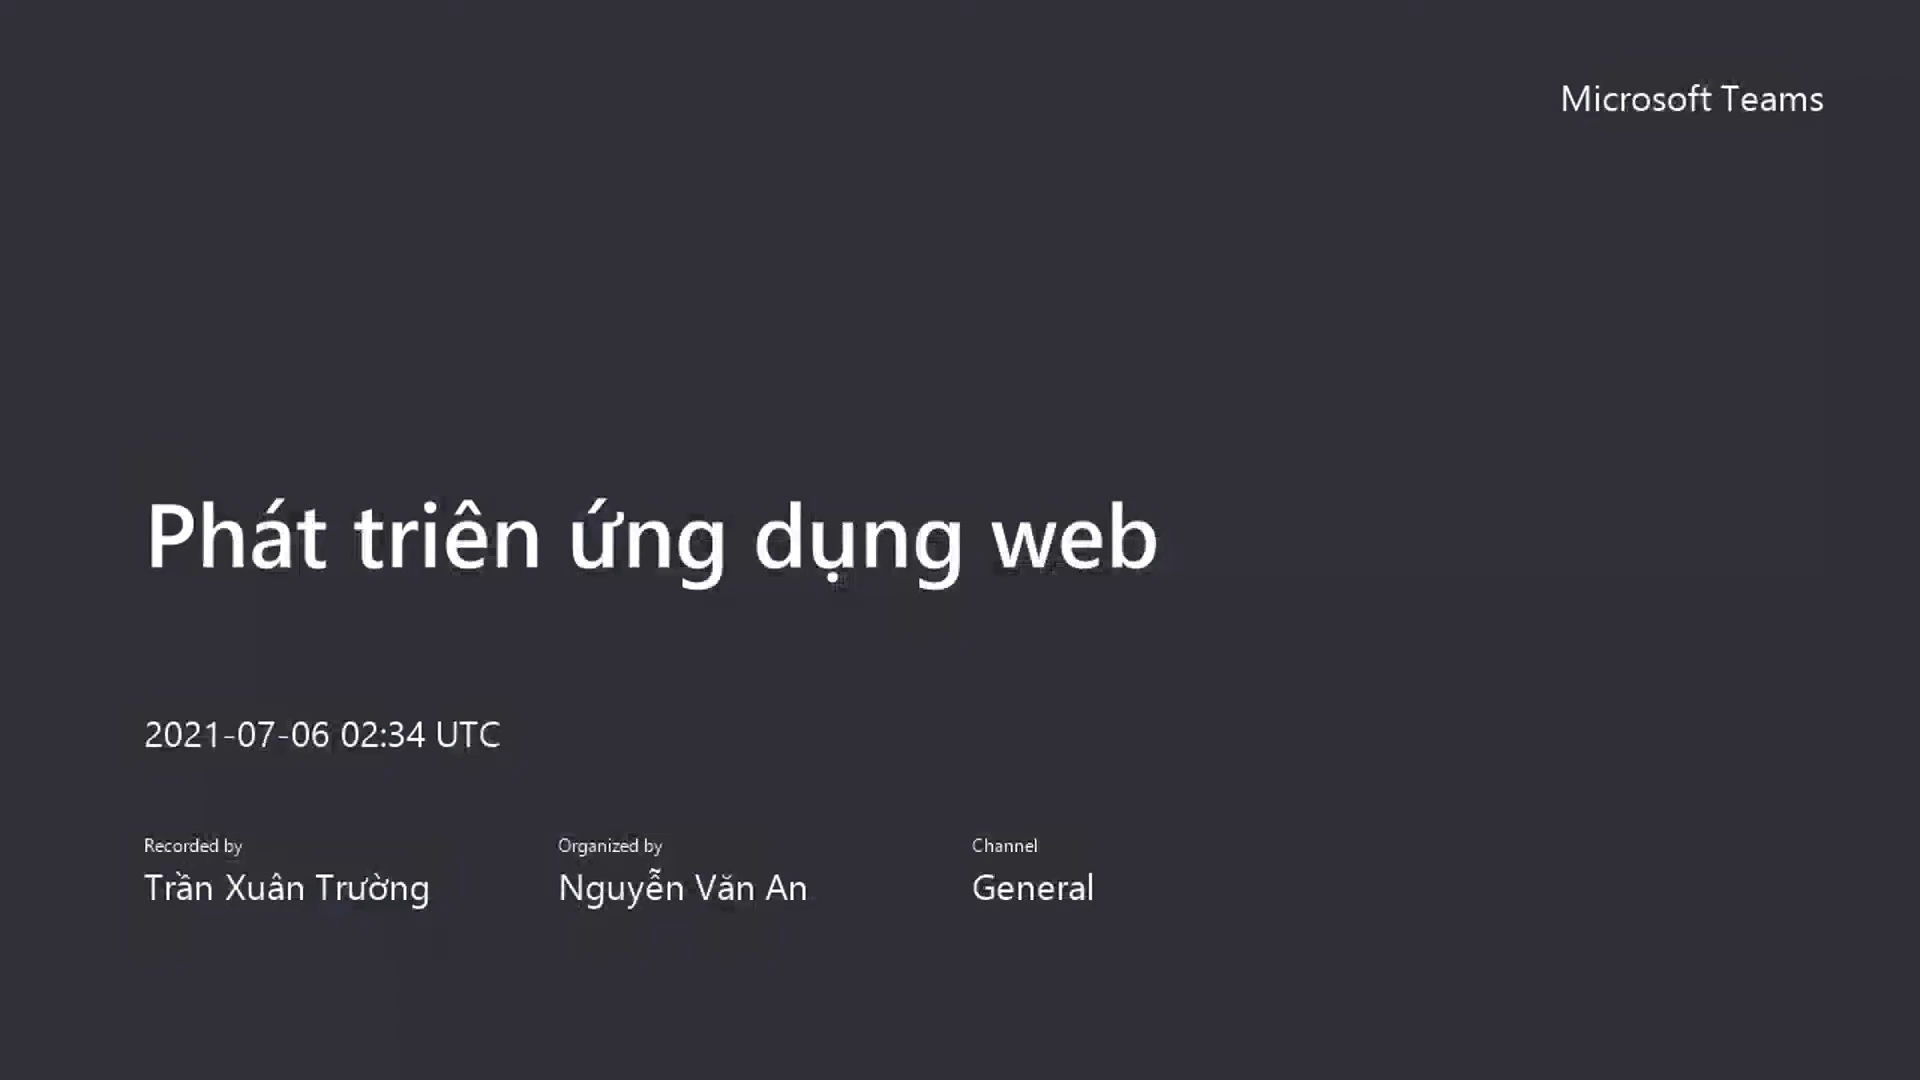 Microsoft Teams
Phát triên ứng dụng web
2021-07-06 02:34 UTC
Recorded by
Trần Xuân Trường
Organized by
Nguyễn Văn An
Channel
General